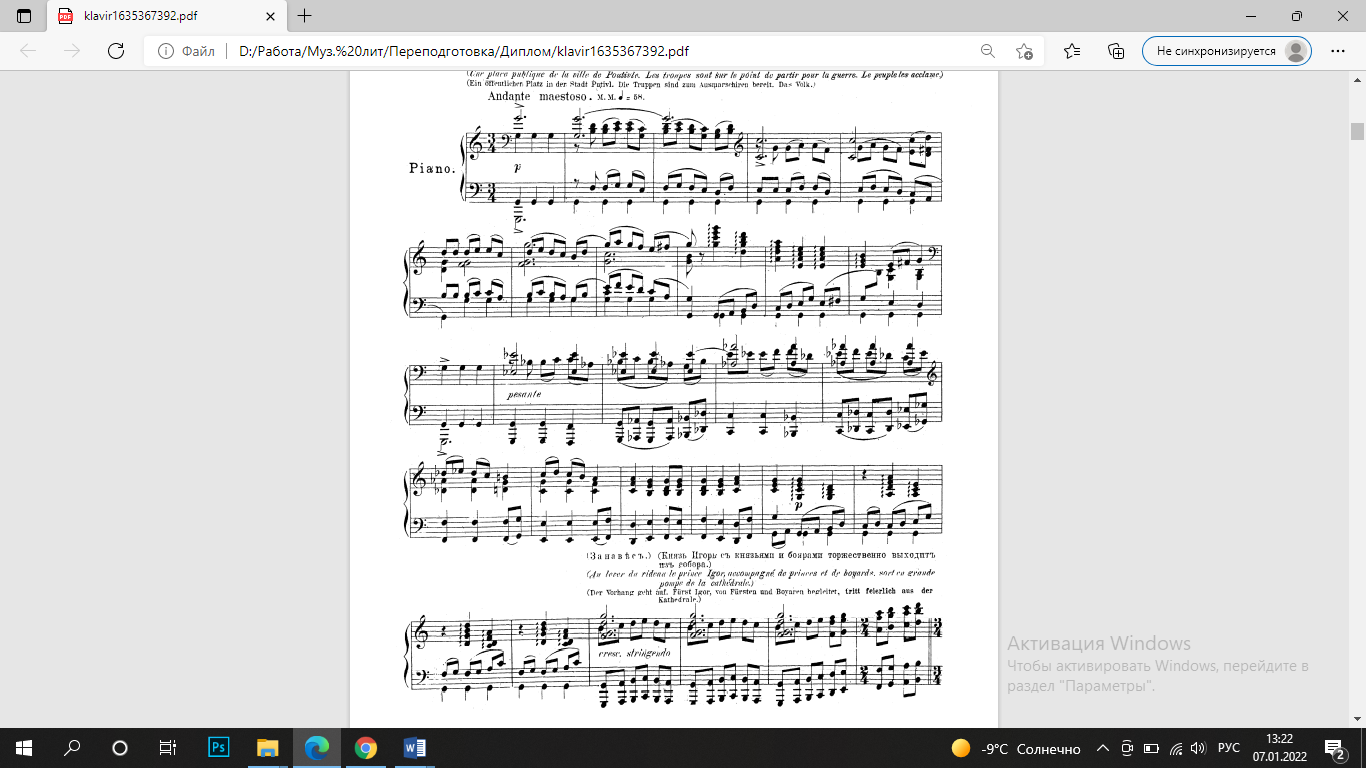 klavir1635367392.pdf
Файл
D:/Работа/Муз.%20лит/Переподготовка/Диплом/klavir1635367392.pdf
Не синхронизируется
(Une place publique de la ville de Poutivle. Les troupes sont sur le point de partir pour la guerre. Le peuple les acclame.)
(Ein öffentlichen Platz in der Stadt Putivl. Die Truppen sind zum Ausmarschiren bereit. Das Volk.)
Andante maestoso. M. M. ♩ = 58.
Piano.
p
pesante
p
(Занавѣсъ.) (Князь Игорь съ князьями и боярами торжественно выходитъ
изъ собора.)
(Au lever du rideau le prince Igor, accompagné de princes et de boyards, sort en grande
pompe de la cathédrale.)
(Der Vorhang geht auf. Fürst Igor, von Fürsten und Boyaren begleitet, tritt feierlich aus der
Kathedrale.)
cresc. stringendo
Активация Windows
Чтобы активировать Windows, перейдите в
раздел "Параметры".
Ps
-9°C Солнечно
РУС
13:22
07.01.2022
2